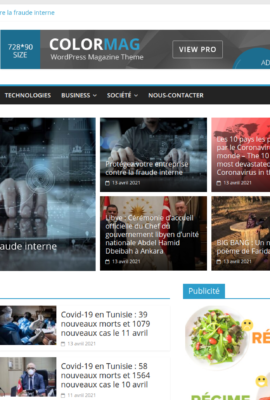 re la fraude interne
728*90
SIZE
COLORMAG
WordPress Magazine Theme
VIEW PRO
AD
TECHNOLOGIES BUSINESS SOCIÉTÉ NOUS-CONTACTER
Protégez votre entreprise
contre la fraude interne
13 avril 2021
Les 10 pays les p
par le Coronaviru
monde – The 10
most devastated
Coronavirus in th
13 avril 2021
aude interne
Libye : Cérémonie d'accueil
officielle du Chef du
gouvernement libyen d'unité
nationale Abdel Hamid
Dbeibah à Ankara
13 avril 2021
BIG BANG : Un n
poème de Farida
13 avril 2021
Covid-19 en Tunisie : 39
nouveaux morts et 1079
nouveaux cas le 11 avril
13 avril 2021
Covid-19 en Tunisie : 58
nouveaux morts et 1564
nouveaux cas le 10 avril
11 avril 2021
Publicité
RÉ
RÉGIME